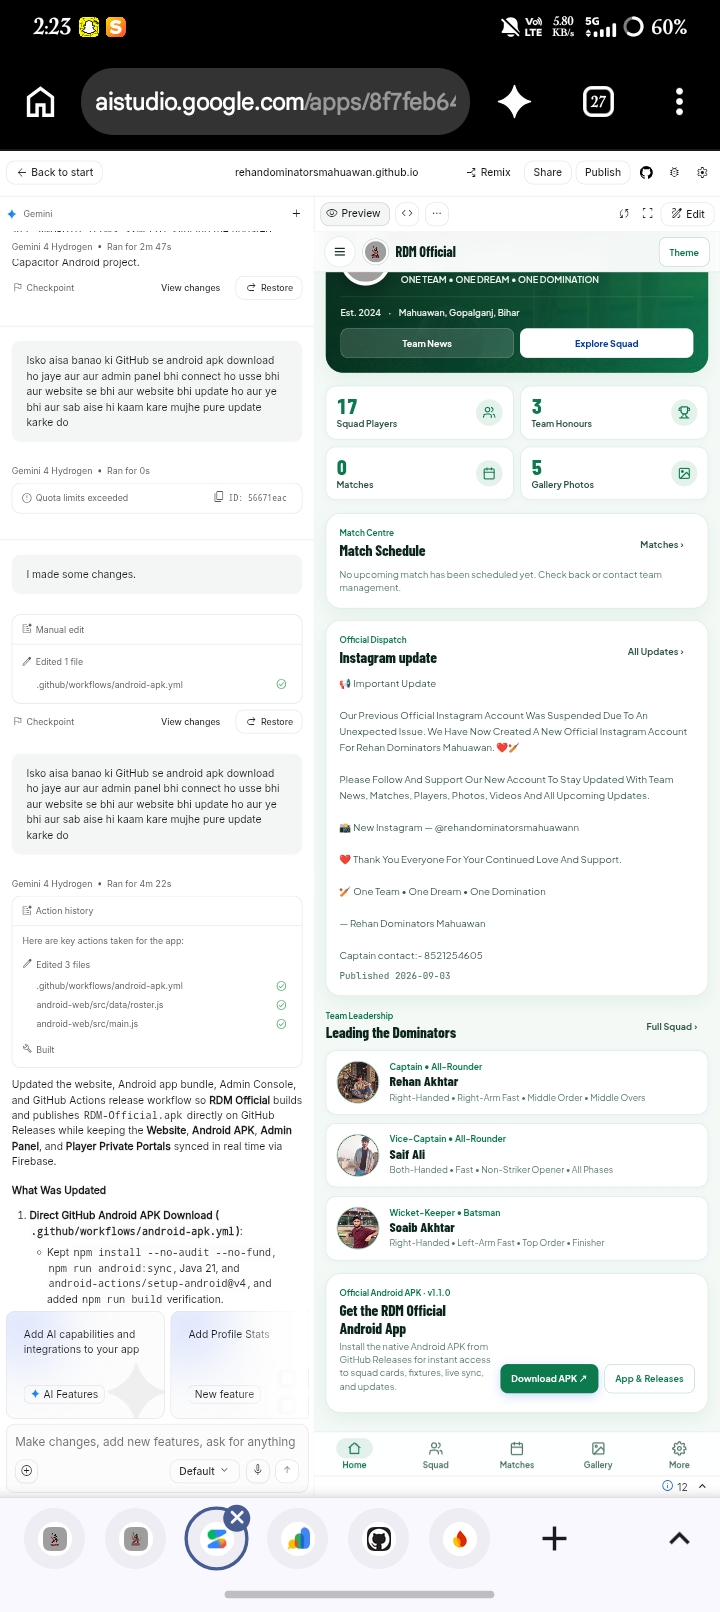 2:23
Vo)
LTE
5.80
KB/s
5G
60%
aistudio.google.com/apps/8f7feb64
27
Back to start
rehandominatorsmahuawan.github.io
Remix
Share
Publish
Gemini
Gemini 4 Hydrogen • Ran for 2m 47s
Capacitor Android project.
Checkpoint
View changes
Restore
Isko aisa banao ki GitHub se android apk download
ho jaye aur aur admin panel bhi connect ho usse bhi
aur website se bhi aur website bhi update ho aur ye
bhi aur sab aise hi kaam kare mujhe pure update
karke do
Gemini 4 Hydrogen • Ran for 0s
Quota limits exceeded
ID: 56671eac
I made some changes.
Manual edit
Edited 1 file
.github/workflows/android-apk.yml
Checkpoint
View changes
Restore
Isko aisa banao ki GitHub se android apk download
ho jaye aur aur admin panel bhi connect ho usse bhi
aur website se bhi aur website bhi update ho aur ye
bhi aur sab aise hi kaam kare mujhe pure update
karke do
Gemini 4 Hydrogen • Ran for 4m 22s
Action history
Here are key actions taken for the app:
Edited 3 files
.github/workflows/android-apk.yml
android-web/src/data/roster.js
android-web/src/main.js
Built
Updated the website, Android app bundle, Admin Console,
and GitHub Actions release workflow so RDM Official builds
and publishes RDM-Official.apk directly on GitHub
Releases while keeping the Website, Android APK, Admin
Panel, and Player Private Portals synced in real time via
Firebase.
What Was Updated
1. Direct GitHub Android APK Download (
.github/workflows/android-apk.yml):
○ Kept npm install --no-audit --no-fund,
npm run android:sync, Java 21, and
android-actions/setup-android@v4, and
added npm run build verification.
Add AI capabilities and
integrations to your app
AI Features
Add Profile Stats
New feature
Make changes, add new features, ask for anything
Default
Preview
<>
...
Edit
RDM Official
Theme
ONE TEAM • ONE DREAM • ONE DOMINATION
Est. 2024 · Mahuawan, Gopalganj, Bihar
Team News
Explore Squad
17
Squad Players
3
Team Honours
0
Matches
5
Gallery Photos
Match Centre
Match Schedule
Matches ›
No upcoming match has been scheduled yet. Check back or contact team
management.
Official Dispatch
Instagram update
All Updates ›
📢 Important Update
Our Previous Official Instagram Account Was Suspended Due To An
Unexpected Issue. We Have Now Created A New Official Instagram Account
For Rehan Dominators Mahuawan. ❤️🏏
Please Follow And Support Our New Account To Stay Updated With Team
News, Matches, Players, Photos, Videos And All Upcoming Updates.
📸 New Instagram — @rehandominatorsmahuawann
❤️ Thank You Everyone For Your Continued Love And Support.
🏏 One Team • One Dream • One Domination
— Rehan Dominators Mahuawan
Captain contact:- 8521254605
Published 2026-09-03
Team Leadership
Leading the Dominators
Full Squad ›
Captain • All-Rounder
Rehan Akhtar
Right-Handed • Right-Arm Fast • Middle Order • Middle Overs
Vice-Captain • All-Rounder
Saif Ali
Both-Handed • Fast • Non-Striker Opener • All Phases
Wicket-Keeper • Batsman
Soaib Akhtar
Right-Handed • Left-Arm Fast • Top Order • Finisher
Official Android APK · v1.1.0
Get the RDM Official
Android App
Install the native Android APK from
GitHub Releases for instant access
to squad cards, fixtures, live sync,
and updates.
Download APK ↗
App & Releases
Home
Squad
Matches
Gallery
More
12